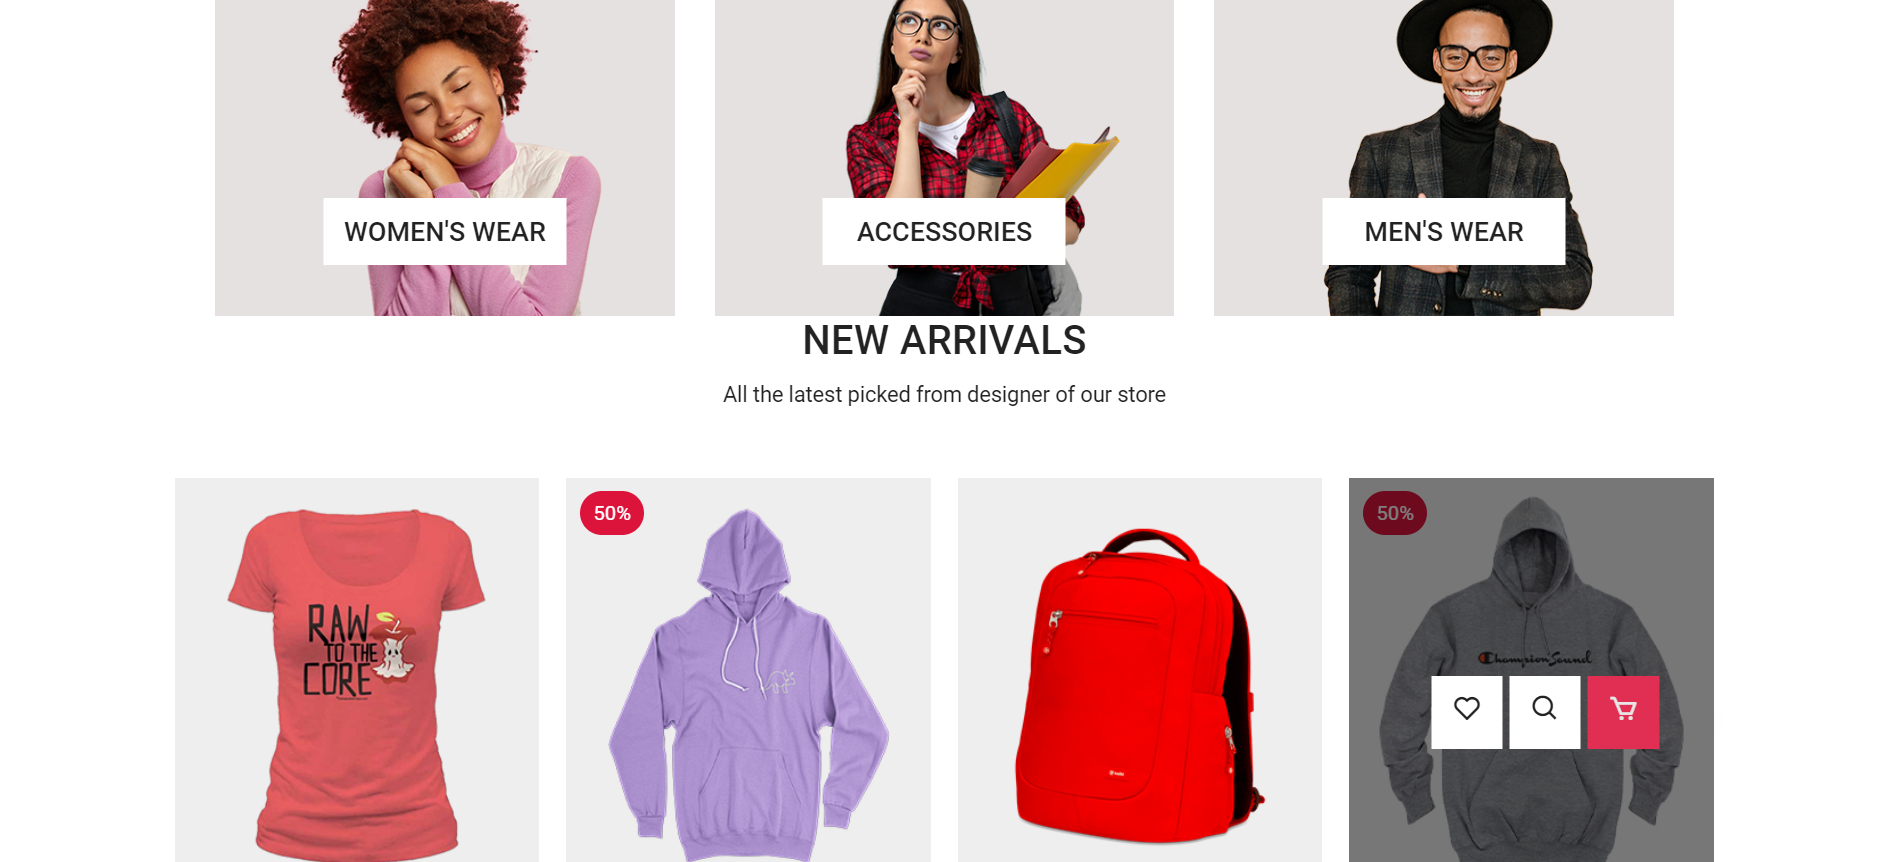 WOMEN'S WEAR
ACCESSORIES
MEN'S WEAR
NEW ARRIVALS
All the latest picked from designer of our store
50%
50%
RAW
TO THE
CORE
Champion Sound